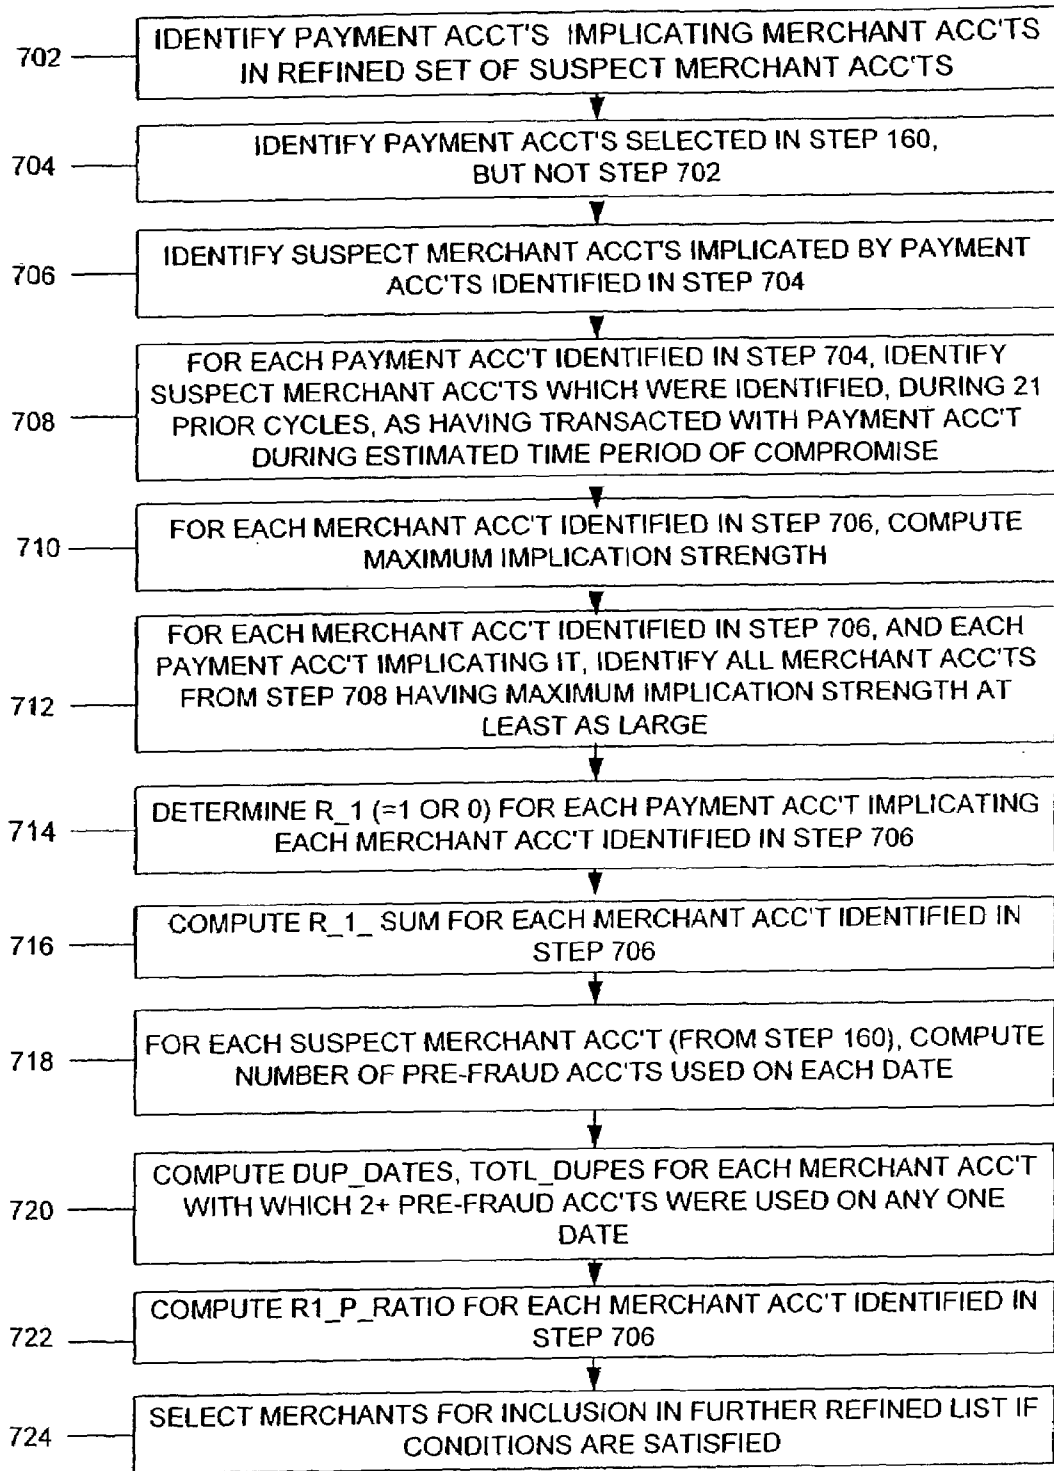 702
IDENTIFY PAYMENT ACCT'S IMPLICATING MERCHANT ACC'TS
IN REFINED SET OF SUSPECT MERCHANT ACC'TS
704
IDENTIFY PAYMENT ACCT'S SELECTED IN STEP 160,
BUT NOT STEP 702
706
IDENTIFY SUSPECT MERCHANT ACCT'S IMPLICATED BY PAYMENT
ACC'TS IDENTIFIED IN STEP 704
708
FOR EACH PAYMENT ACC'T IDENTIFIED IN STEP 704, IDENTIFY
SUSPECT MERCHANT ACC'TS WHICH WERE IDENTIFIED, DURING 21
PRIOR CYCLES, AS HAVING TRANSACTED WITH PAYMENT ACC'T
DURING ESTIMATED TIME PERIOD OF COMPROMISE
710
FOR EACH MERCHANT ACC'T IDENTIFIED IN STEP 706, COMPUTE
MAXIMUM IMPLICATION STRENGTH
712
FOR EACH MERCHANT ACC'T IDENTIFIED IN STEP 706, AND EACH
PAYMENT ACC'T IMPLICATING IT, IDENTIFY ALL MERCHANT ACC'TS
FROM STEP 708 HAVING MAXIMUM IMPLICATION STRENGTH AT
LEAST AS LARGE
714
DETERMINE R_1 (=1 OR 0) FOR EACH PAYMENT ACC'T IMPLICATING
EACH MERCHANT ACC'T IDENTIFIED IN STEP 706
716
COMPUTE R_1_ SUM FOR EACH MERCHANT ACC'T IDENTIFIED IN
STEP 706
718
FOR EACH SUSPECT MERCHANT ACC'T (FROM STEP 160), COMPUTE
NUMBER OF PRE-FRAUD ACC'TS USED ON EACH DATE
720
COMPUTE DUP_DATES, TOTL_DUPES FOR EACH MERCHANT ACC'T
WITH WHICH 2+ PRE-FRAUD ACC'TS WERE USED ON ANY ONE
DATE
722
COMPUTE R1_P_RATIO FOR EACH MERCHANT ACC'T IDENTIFIED IN
STEP 706
724
SELECT MERCHANTS FOR INCLUSION IN FURTHER REFINED LIST IF
CONDITIONS ARE SATISFIED